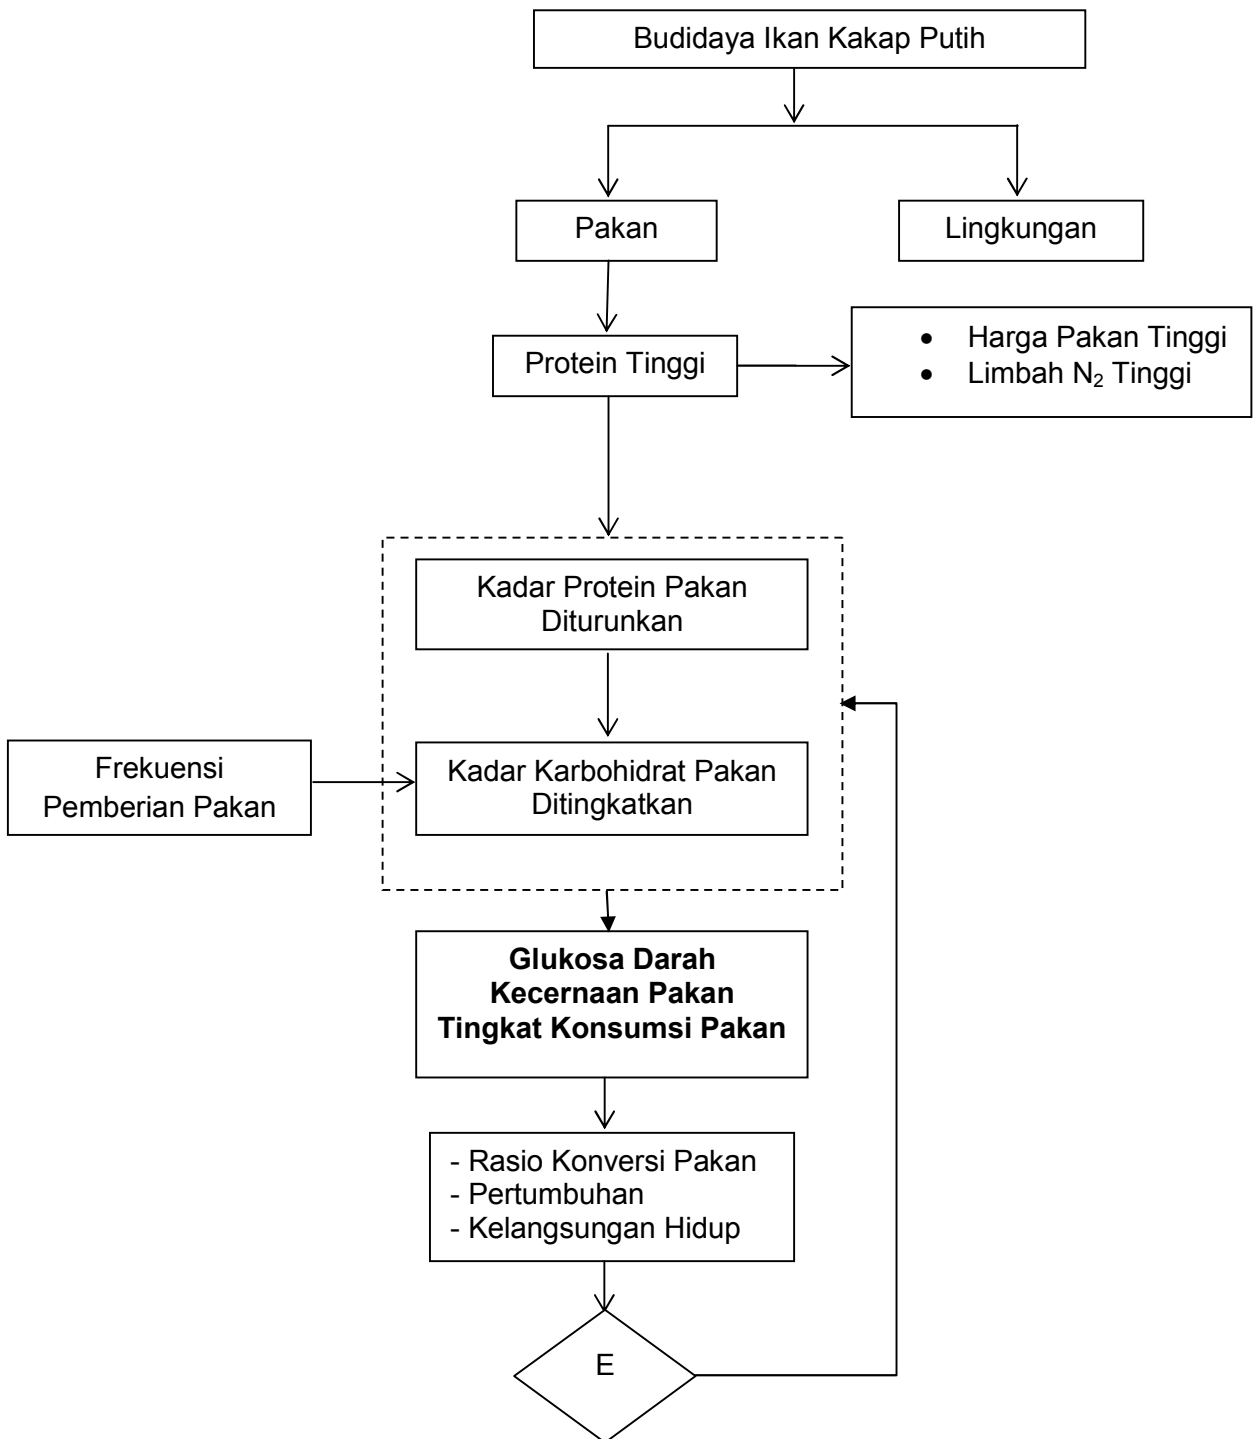 Budidaya Ikan Kakap Putih
Pakan
Lingkungan
Protein Tinggi
• Harga Pakan Tinggi
• Limbah N₂ Tinggi
Kadar Protein Pakan
Diturunkan
Frekuensi
Pemberian Pakan
Kadar Karbohidrat Pakan
Ditingkatkan
Glukosa Darah
Kecernaan Pakan
Tingkat Konsumsi Pakan
- Rasio Konversi Pakan
- Pertumbuhan
- Kelangsungan Hidup
E